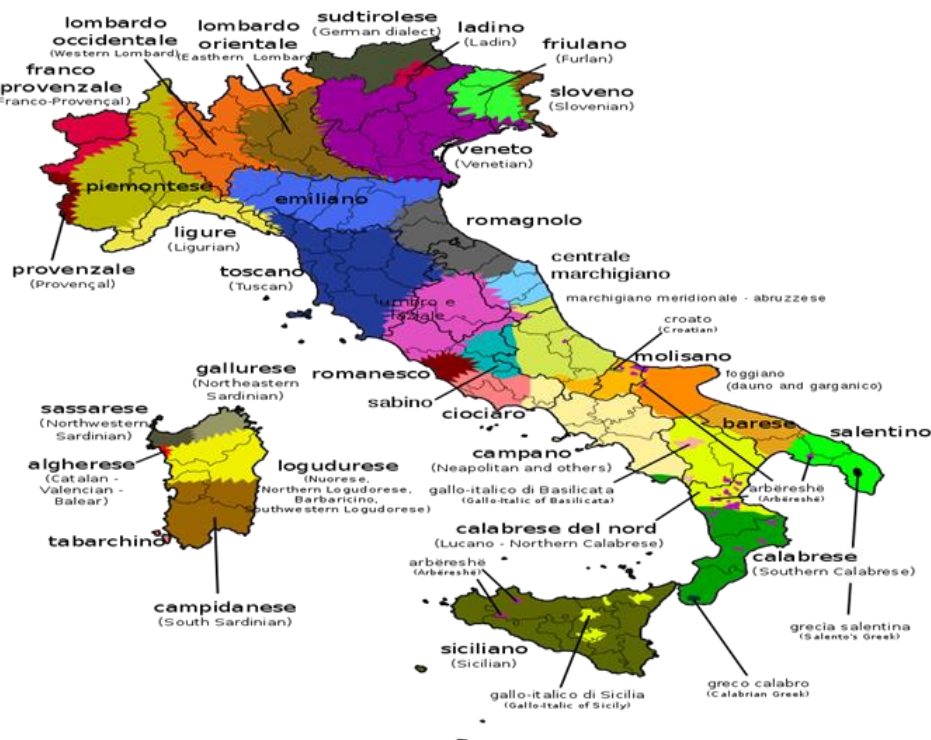 lombardo
occidentale
(Western Lombard)
lombardo
orientale
(Eastern Lombard)
sudtirolese
(German dialect)
ladino
(Ladin)
friulano
(Furlan)
sloveno
(Slovenian)
franco
provenzale
Franco-Provençal)
veneto
(Venetian)
piemontese
emiliano
romagnolo
ligure
(Ligurian)
provenzale
(Provençal)
toscano
(Tuscan)
centrale
marchigiano
marchigiano meridionale - abruzzese
umbro e
laziale
croato
(Croatian)
molisano
foggiano
(dauno and garganico)
romanesco
sabino
ciociaro
gallurese
(Northeastern
Sardinian)
sassarese
(Northwestern
Sardinian)
algherese
(Catalan -
Valencian -
Balear)
logudurese
(Nuorese,
Northern Logudorese,
Barbaricino,
Southwestern Logudorese)
tabarchino
campidanese
(South Sardinian)
barese
salentino
campano
(Neapolitan and others)
gallo-italico di Basilicata
(Gallo-Italic of Basilicata)
arbëreshë
(Arbëreshë)
calabrese del nord
(Lucano - Northern Calabrese)
calabrese
(Southern Calabrese)
arbëreshë
(Arbëreshë)
grecìa salentina
(Salento's Greek)
siciliano
(Sicilian)
gallo-italico di Sicilia
(Gallo-Italic of Sicily)
greco calabro
(Calabrian Greek)